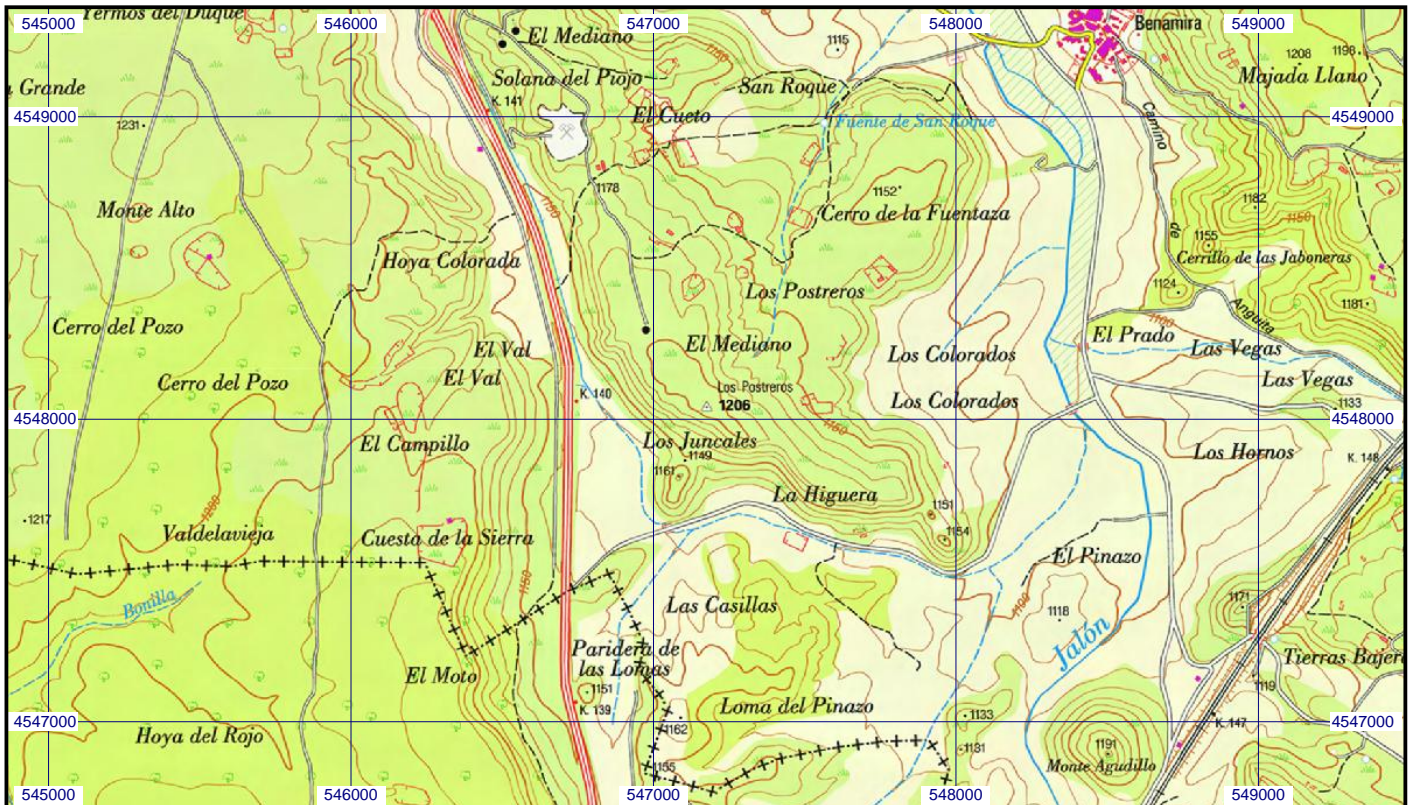 545000
546000
547000
548000
549000
Yermos del Duque
El Mediano
1150
1115
Benamira
1208
1198
Grande
Solana del Piojo
San Roque
Majada Llano
K. 141
4549000
1231
El Cueto
Fuente de San Roque
Camino
4549000
1178
1152
1182
Monte Alto
1150
Cerro de la Fuentaza
1150
de
1155
Hoya Colorada
Cerrillo de las Jaboneras
1124
Los Postreros
Anguita
1181
Cerro del Pozo
1100
El Prado
El Mediano
Las Vegas
El Val
Los Colorados
Cerro del Pozo
El Val
Los Postreros
Las Vegas
K. 140
1206
Los Colorados
1133
4548000
4548000
1150
El Campillo
Los Juncales
1149
Los Hornos
K. 148
1161
La Higuera
1151
1200
1217
1154
Valdelavieja
Cuesta de la Sierra
El Pinazo
1150
Bonilla
Las Casillas
1100
1118
1171
Jalón
Paridera de
las Lomas
Tierras Bajer
El Moto
1151
1119
Loma del Pinazo
K. 139
1133
4547000
1162
K. 147
4547000
Hoya del Rojo
1131
1191
1155
Monte Agudillo
545000
546000
547000
548000
549000